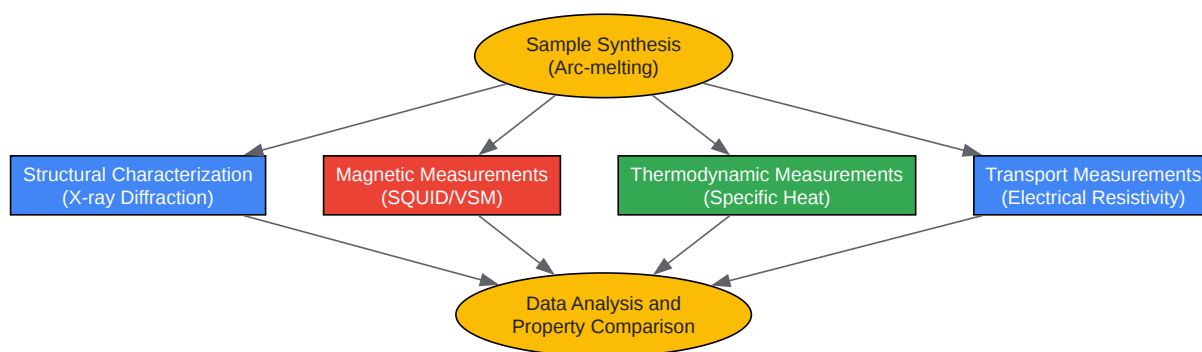 Sample Synthesis
(Arc-melting)
Structural Characterization
(X-ray Diffraction)
Magnetic Measurements
(SQUID/VSM)
Thermodynamic Measurements
(Specific Heat)
Transport Measurements
(Electrical Resistivity)
Data Analysis and
Property Comparison